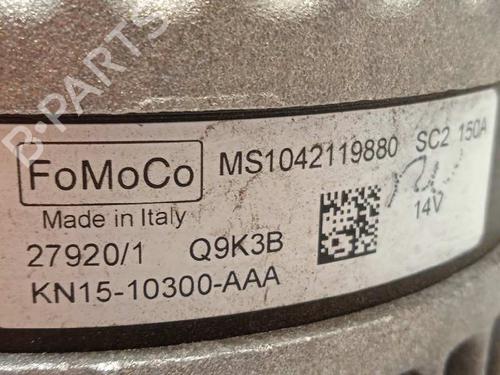 B-PARTS
FoMoCo MS1042119880 SC2 150A
Made in Italy 14V
27920/1 Q9K3B
KN15-10300-AAA